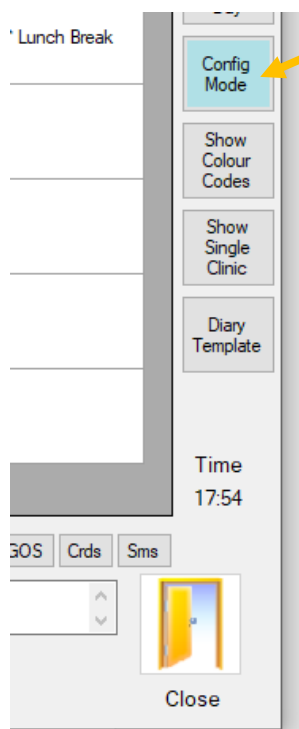 Lunch Break
Config
Mode
Show
Colour
Codes
Show
Single
Clinic
Diary
Template
Time
17:54
GOS Crds Sms
Close